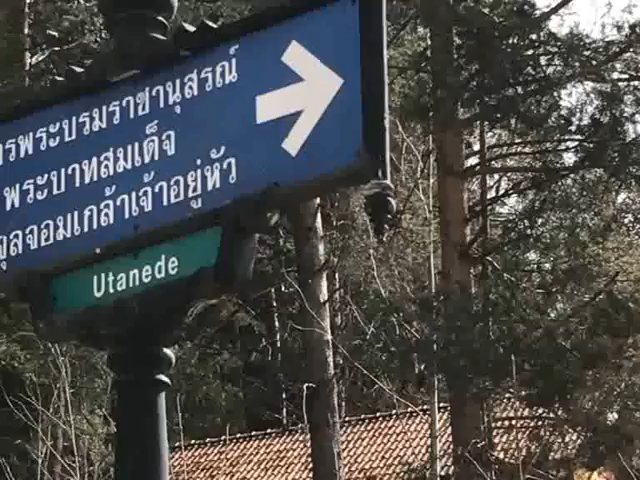 พระบรมราชานุสรณ์
พระบาทสมเด็จ
จุลจอมเกล้าเจ้าอยู่หัว
Utanede